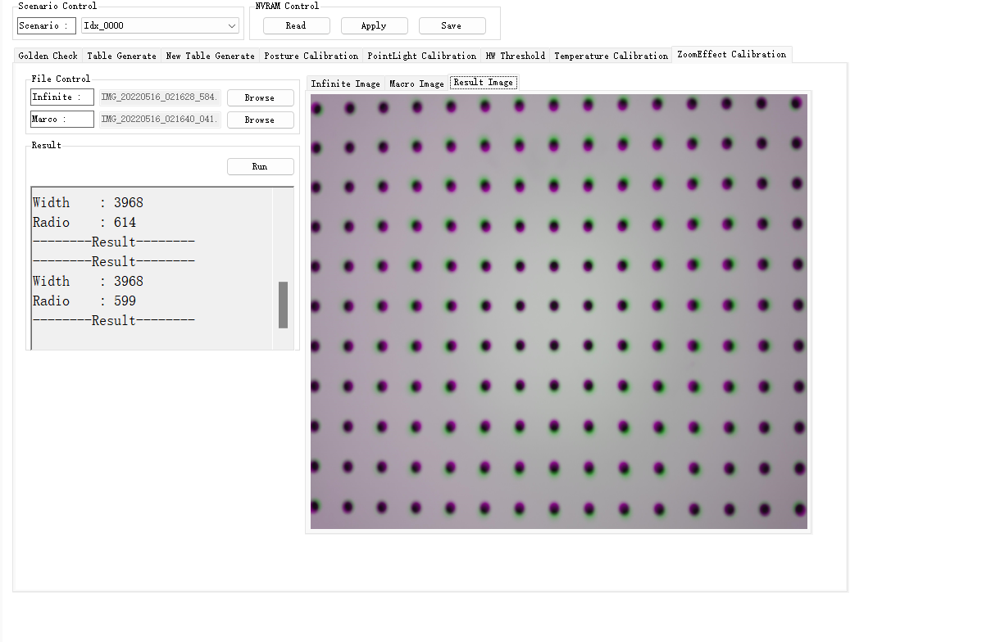 Scenario Control
NVRAM Control
Scenario :
Idx_0000
Read
Apply
Save
Golden Check
Table Generate
New Table Generate
Posture Calibration
PointLight Calibration
HW Threshold
Temperature Calibration
ZoomEffect Calibration
File Control
Infinite :
IMG_20220516_021628_584.
Browse
Marco :
IMG_20220516_021640_041.
Browse
Result
Run
Width    : 3968
Radio    : 614
--------Result--------
--------Result--------
Width    : 3968
Radio    : 599
--------Result--------
Infinite Image
Macro Image
Result Image